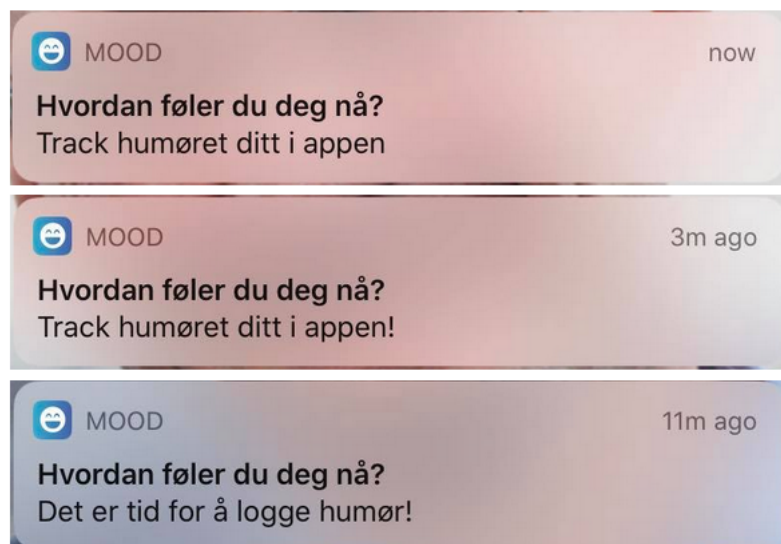 MOOD now
Hvordan føler du deg nå?
Track humøret ditt i appen
MOOD 3m ago
Hvordan føler du deg nå?
Track humøret ditt i appen!
MOOD 11m ago
Hvordan føler du deg nå?
Det er tid for å logge humør!